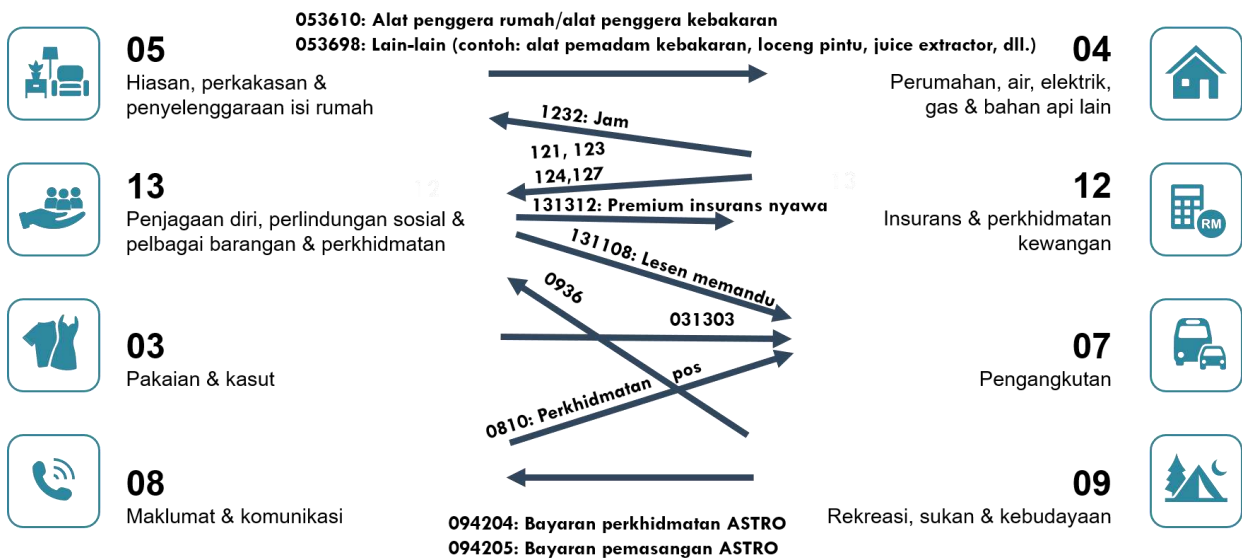 053610: Alat penggera rumah/alat penggera kebakaran
053698: Lain-lain (contoh: alat pemadam kebakaran, loceng pintu, juice extractor, dll.)
05
Hiasan, perkakasan &
penyelenggaraan isi rumah
04
Perumahan, air, elektrik,
gas & bahan api lain
1232: Jam
121, 123
124,127
13
Penjagaan diri, perlindungan sosial &
pelbagai barangan & perkhidmatan
12
13
131312: Premium insurans nyawa
12
Insurans & perkhidmatan
kewangan
RM
131108: Lesen memandu
0936
031303
03
Pakaian & kasut
07
Pengangkutan
0810: Perkhidmatan pos
08
Maklumat & komunikasi
09
Rekreasi, sukan & kebudayaan
094204: Bayaran perkhidmatan ASTRO
094205: Bayaran pemasangan ASTRO